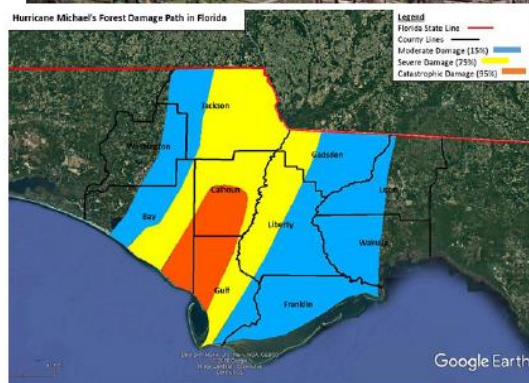 Hurricane Michael's Forest Damage Path in Florida
Legend
Florida State Line
County Lines
Moderate Damage (15%)
Severe Damage (75%)
Catastrophic Damage (95%)
Jackson
Washington
Gadsden
Calhoun
Leon
Bay
Liberty
Wakulla
Gulf
Franklin
Google Earth